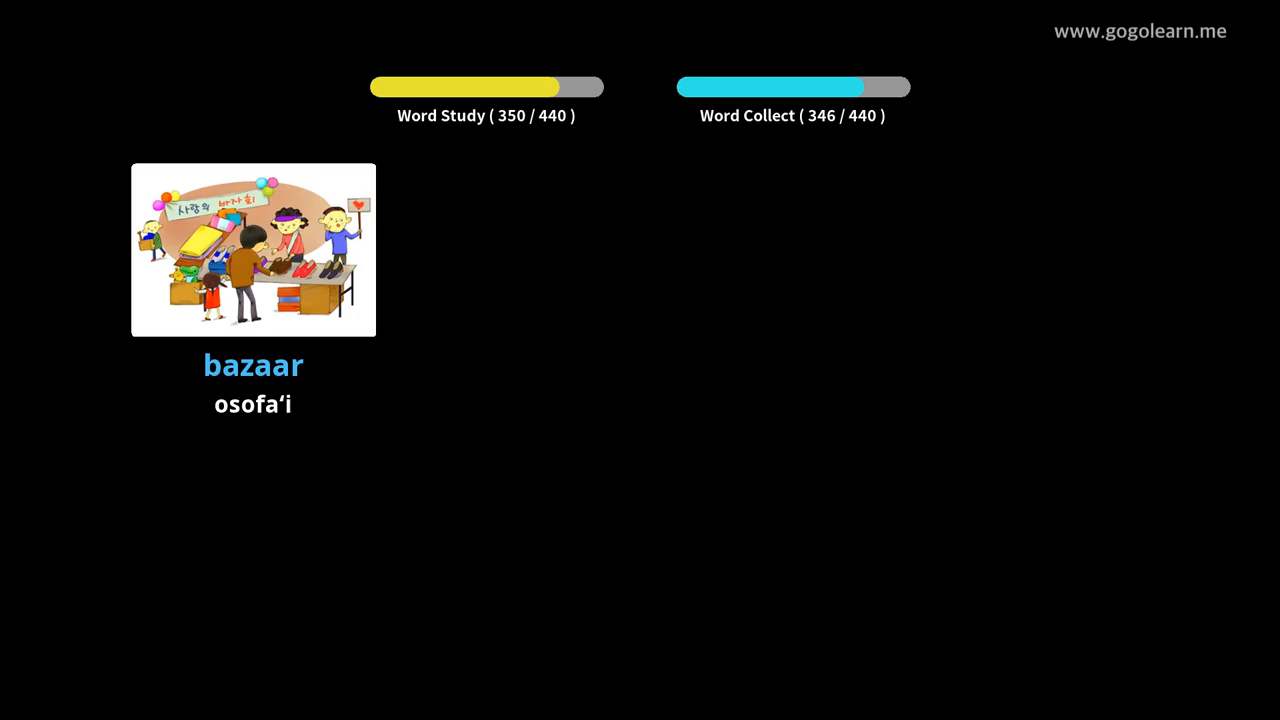 www.gogolearn.me
Word Study ( 350 / 440 )
Word Collect ( 346 / 440 )
사랑의 바자회
bazaar
osofa‘i